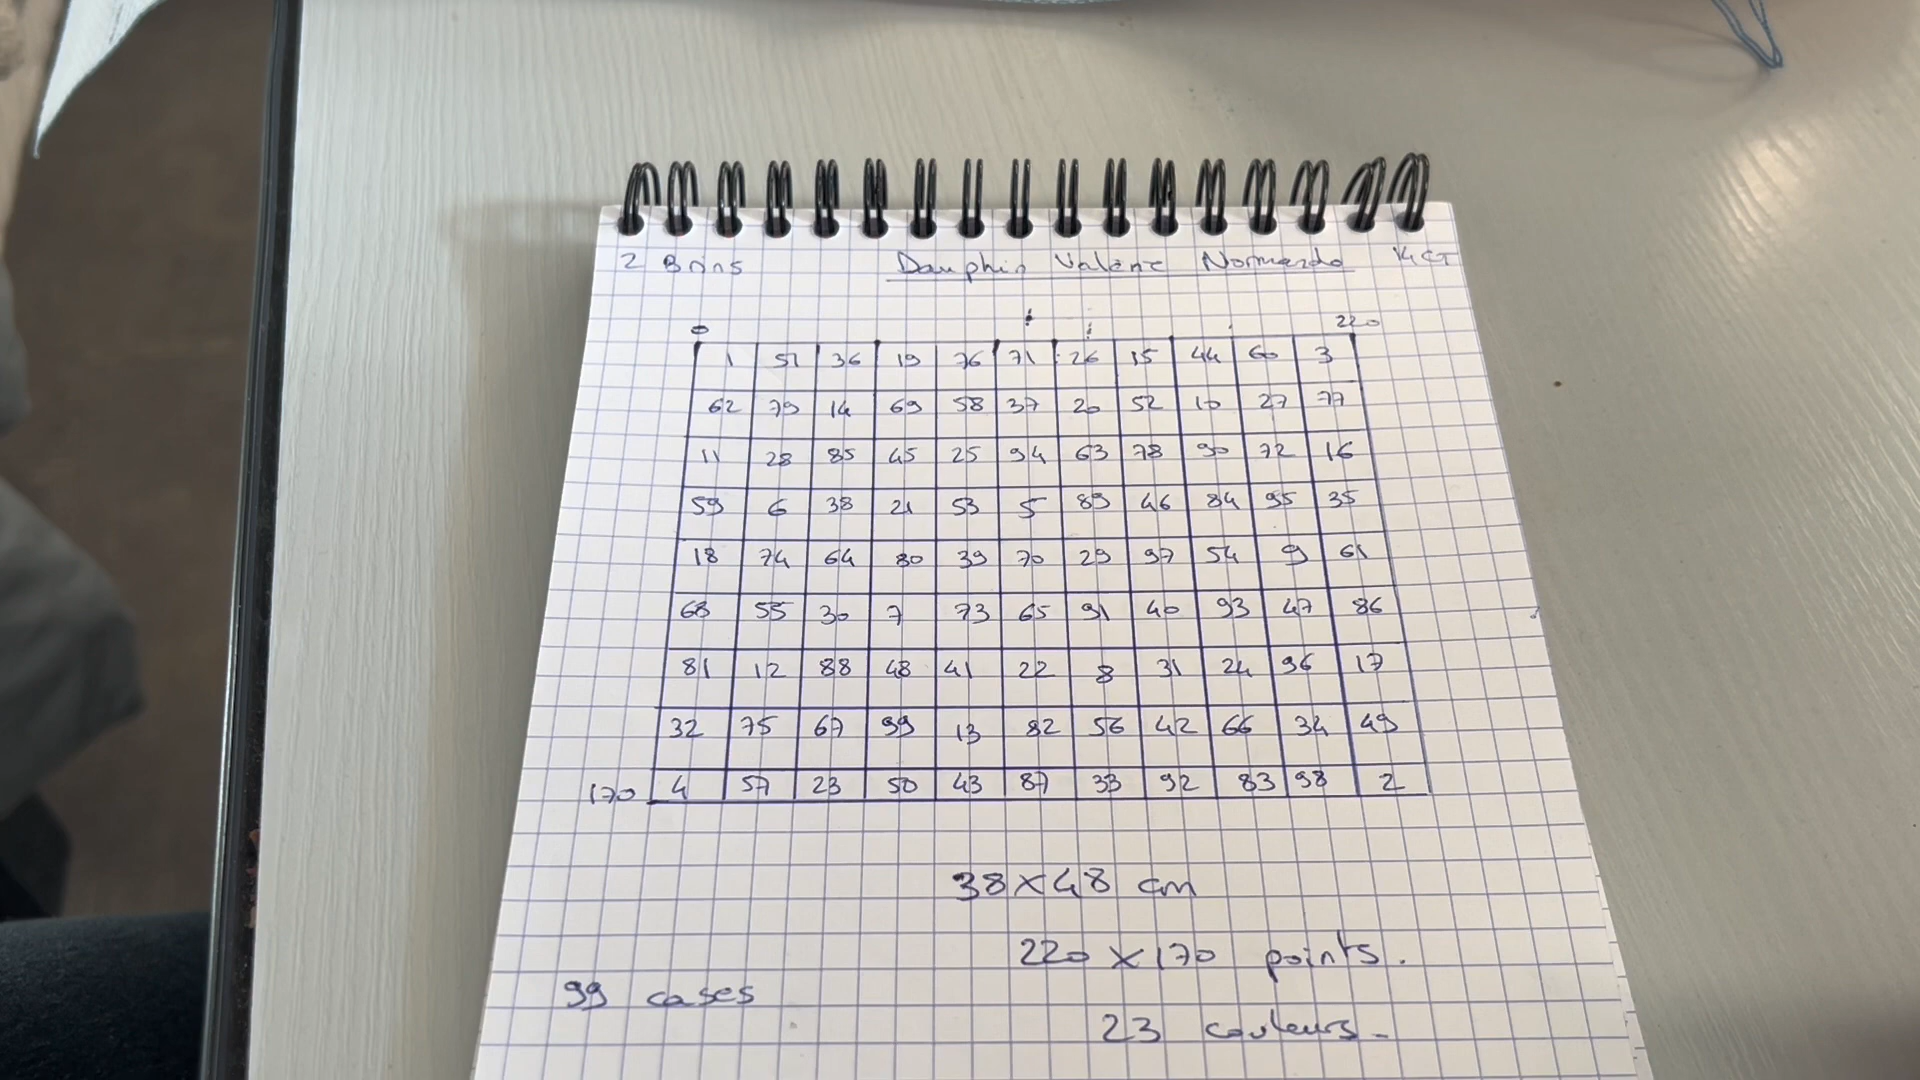 2 Brins Dauphin Valéne Normande 14 CT
0 220
1 51 36 19 76 71 26 15 44 60 3
62 79 14 69 58 37 20 52 10 27 77
11 28 85 45 25 94 63 78 90 72 16
59 6 38 21 53 5 89 46 84 95 35
18 74 64 80 39 70 29 97 54 9 61
68 55 30 7 73 65 91 40 93 47 86
81 12 88 48 41 22 8 31 24 96 17
32 75 67 99 13 82 56 42 66 34 49
170 4 57 23 50 43 87 33 92 83 98 2
38 x 48 cm
220 x 170 points.
99 cases
23 couleurs -